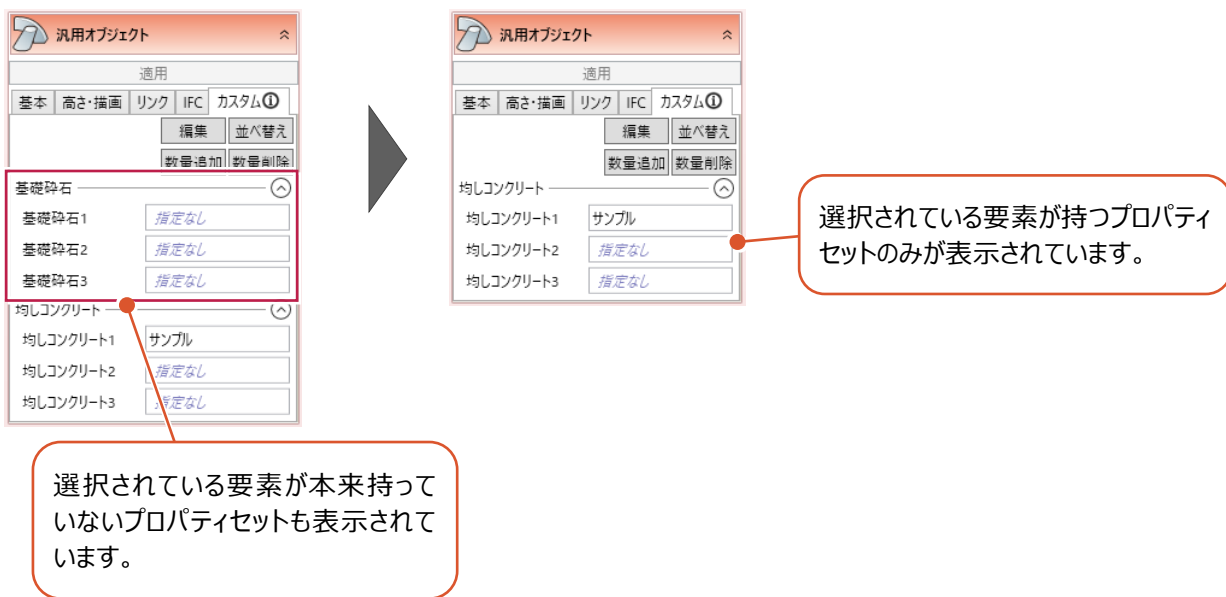 汎用オブジェクト
適用
基本 高さ・描画 リンク IFC カスタム
編集 並べ替え
数量追加 数量削除
基礎砕石
基礎砕石1 指定なし
基礎砕石2 指定なし
基礎砕石3 指定なし
均しコンクリート
均しコンクリート1 サンプル
均しコンクリート2 指定なし
均しコンクリート3 指定なし
選択されている要素が本来持って
いないプロパティセットも表示されて
います。
汎用オブジェクト
適用
基本 高さ・描画 リンク IFC カスタム
編集 並べ替え
数量追加 数量削除
均しコンクリート
均しコンクリート1 サンプル
均しコンクリート2 指定なし
均しコンクリート3 指定なし
選択されている要素が持つプロパティ
セットのみが表示されています。